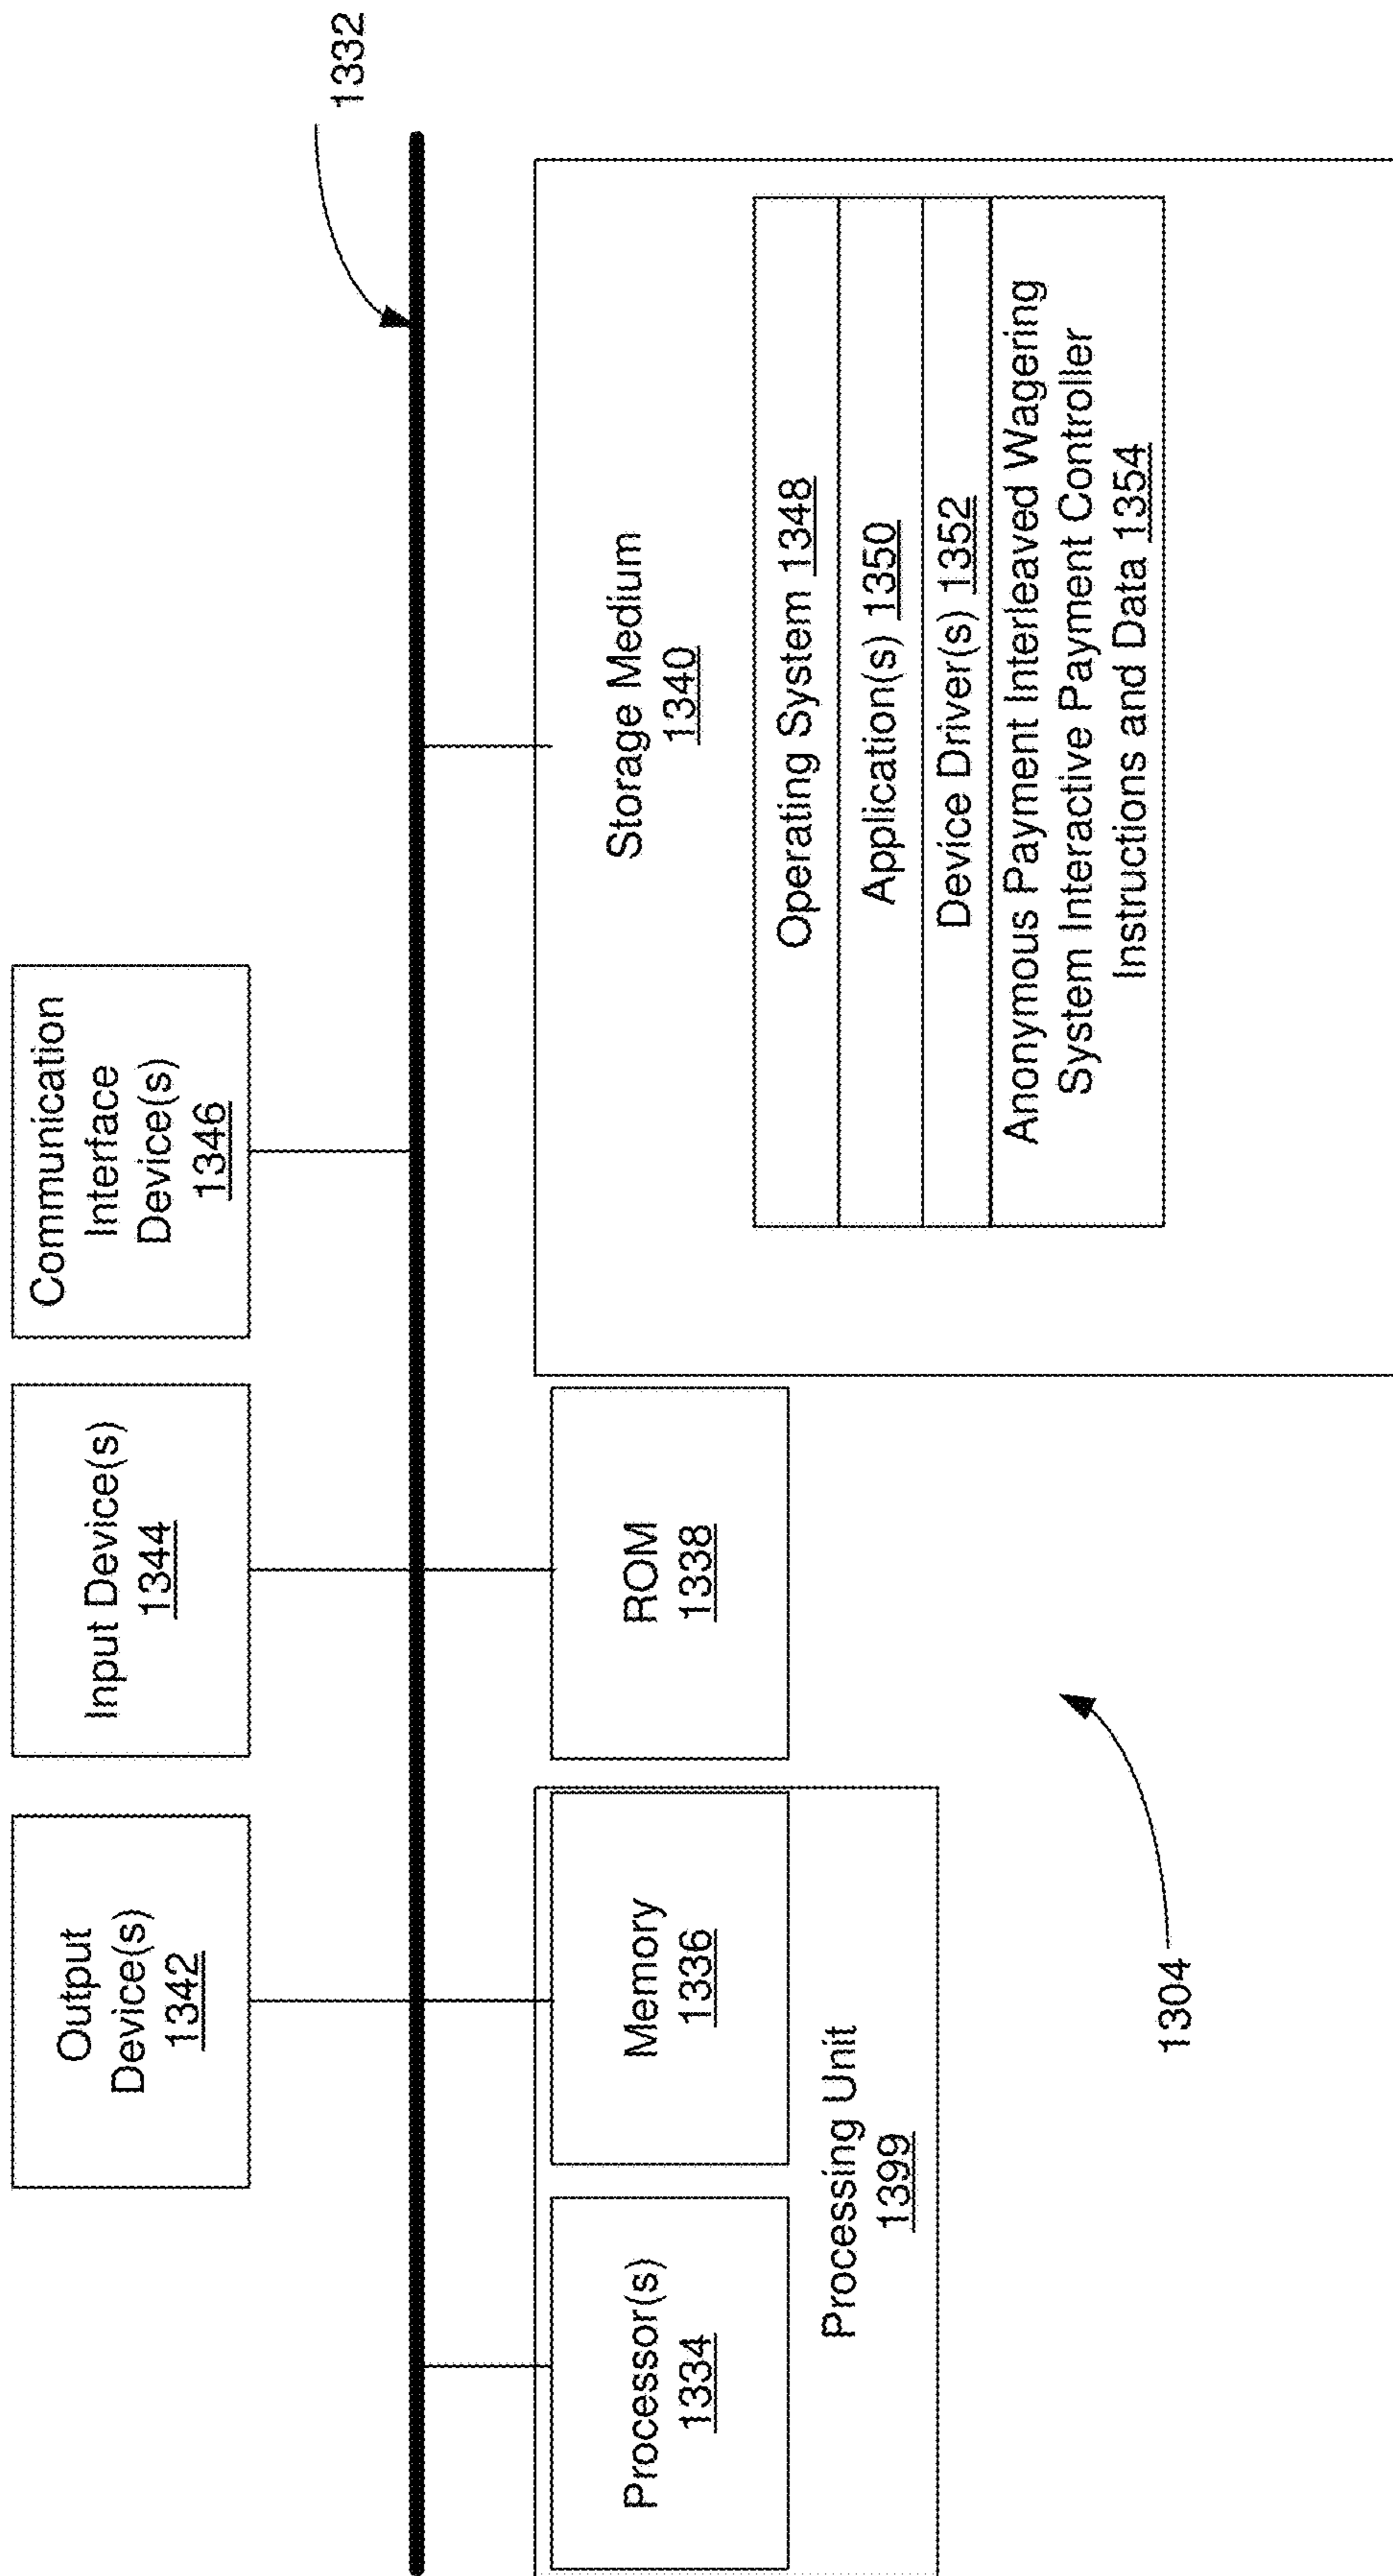 Output
Device(s)
1342
Input Device(s)
1344
Communication
Interface
Device(s)
1346
1332
Processor(s)
1334
Memory
1336
Processing Unit
1399
ROM
1338
Storage Medium
1340
Operating System 1348
Application(s) 1350
Device Driver(s) 1352
Anonymous Payment Interleaved Wagering
System Interactive Payment Controller
Instructions and Data 1354
1304